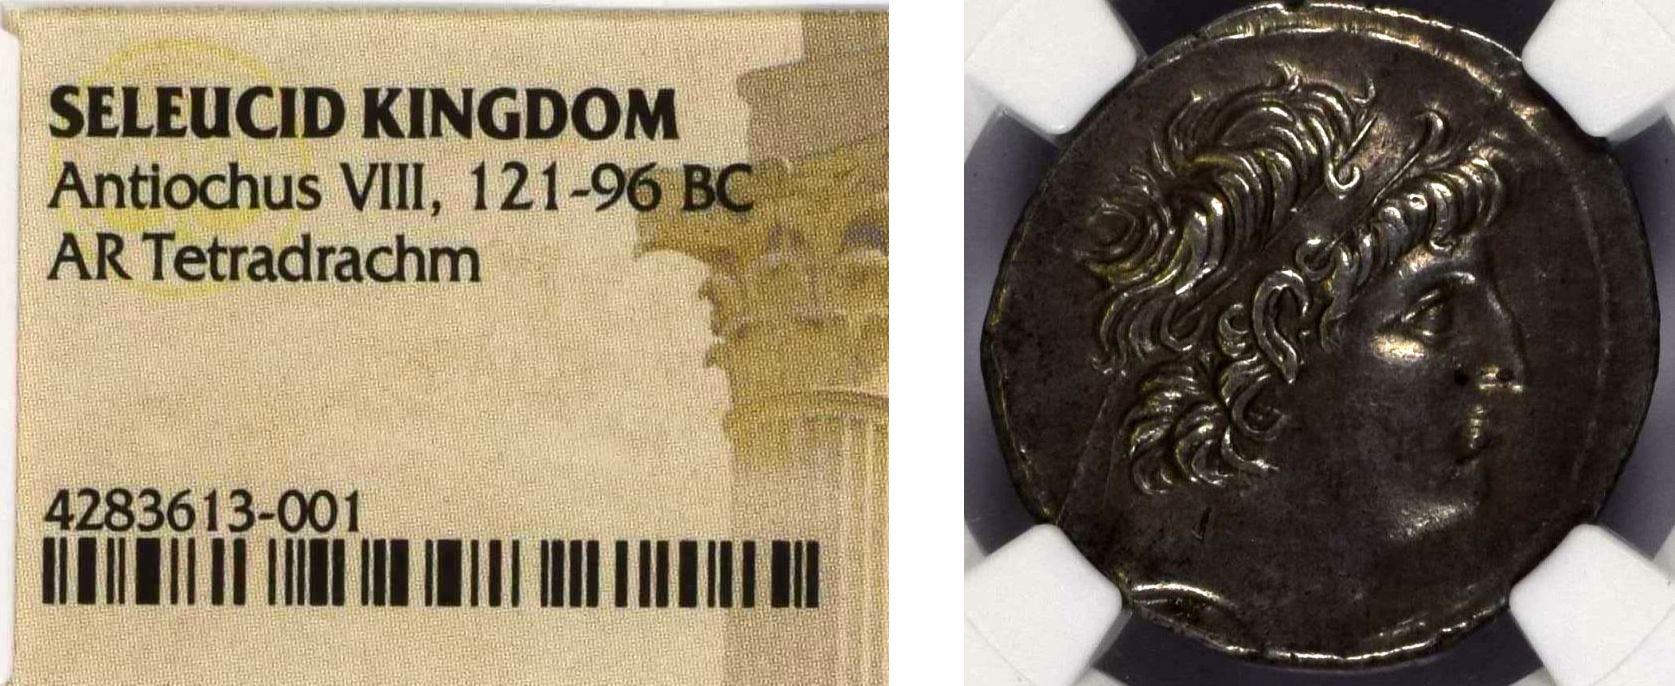 SELEUCID KINGDOM
Antiochus VIII, 121-96 BC
AR Tetradrachm
4283613-001